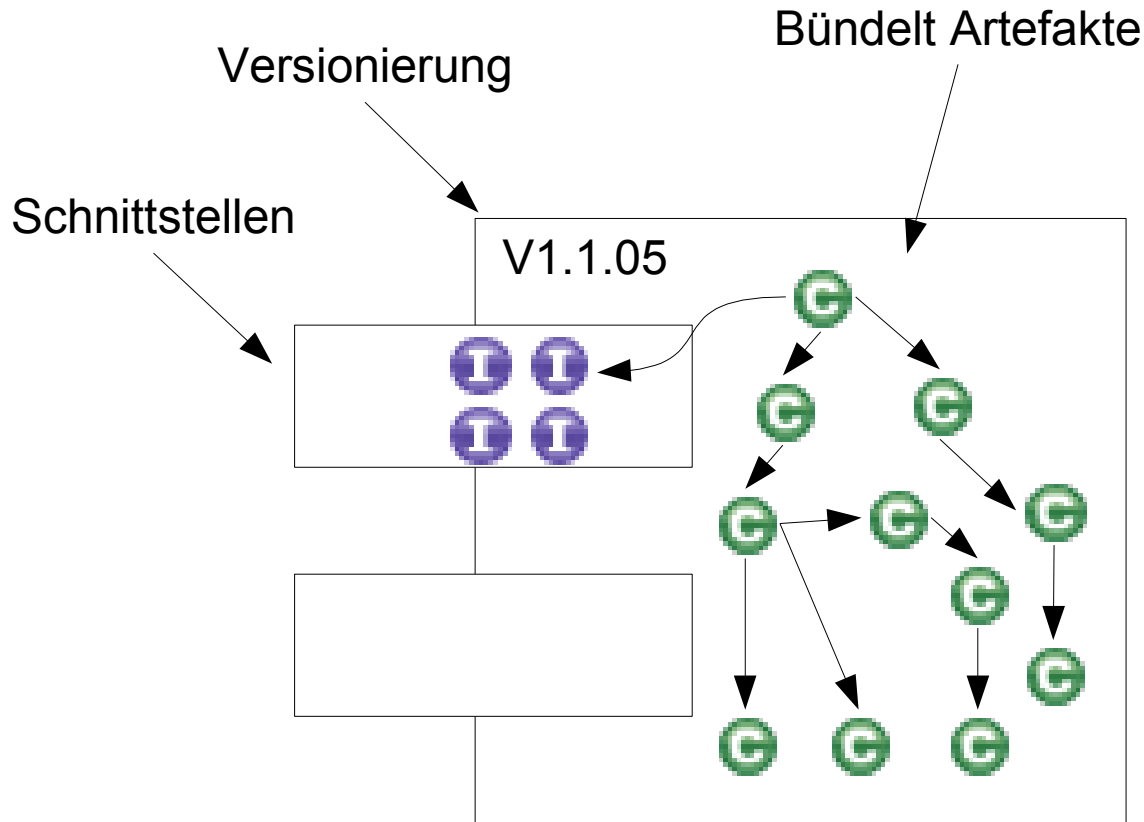 Bündelt Artefakte
Versionierung
Schnittstellen
V1.1.05
C
I I
C C
I I
C C C
C
C
C C C